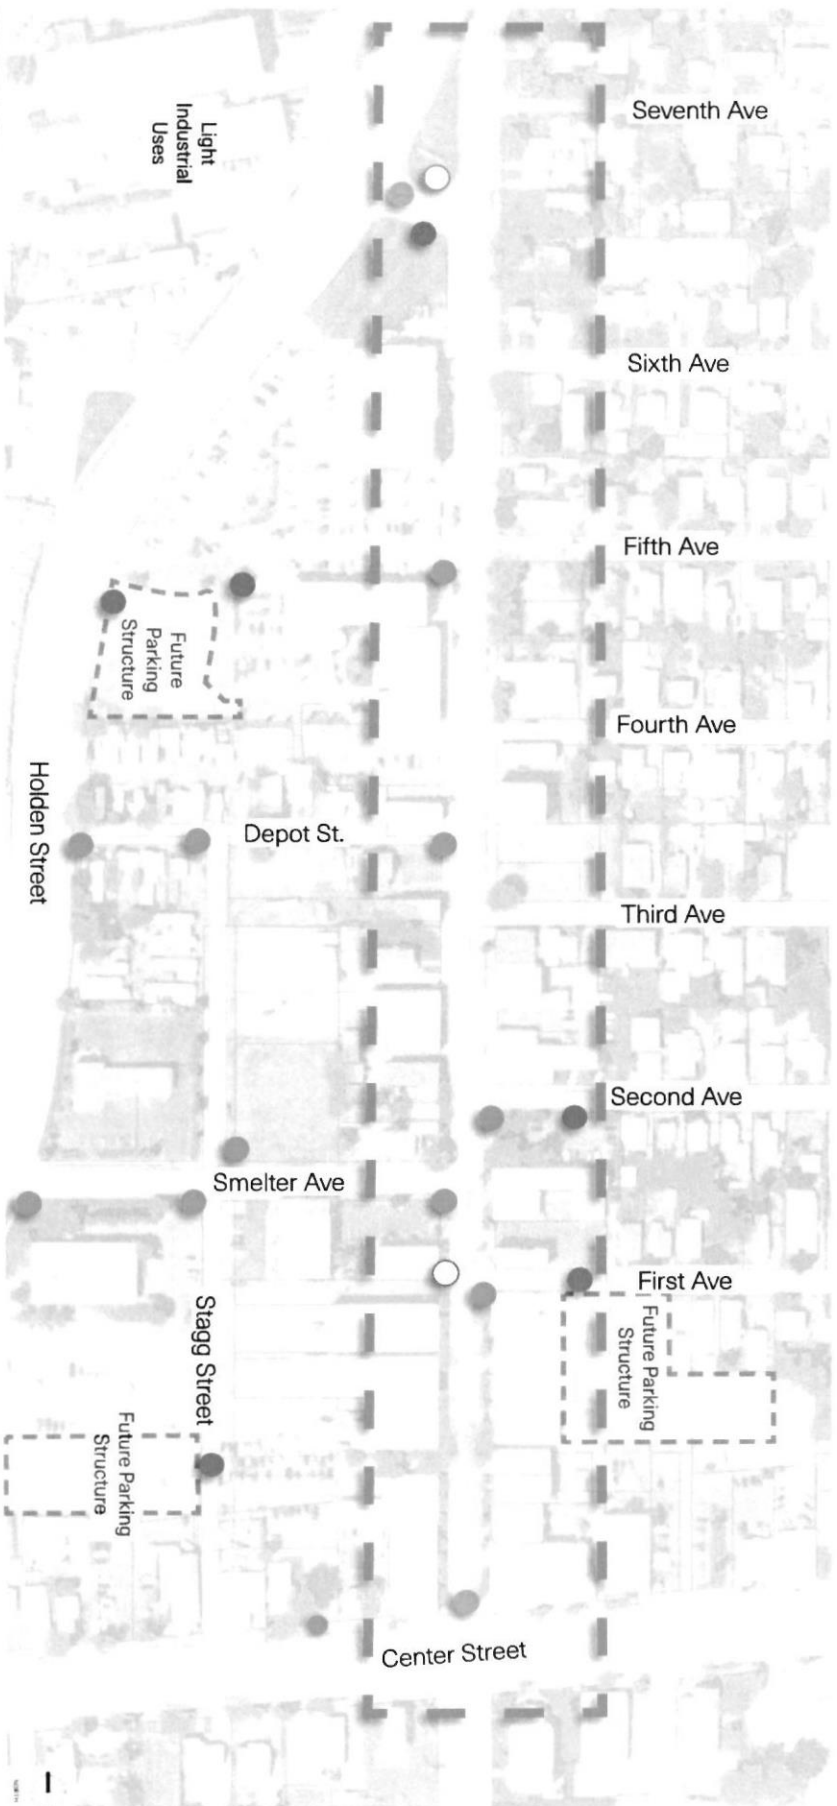 Seventh Ave
Light
Industrial
Uses
Sixth Ave
Fifth Ave
Future
Parking
Structure
Fourth Ave
Holden Street
Depot St.
Third Ave
Second Ave
Smelter Ave
First Ave
Stagg Street
Future Parking
Structure
Future Parking
Structure
Center Street
NORTH